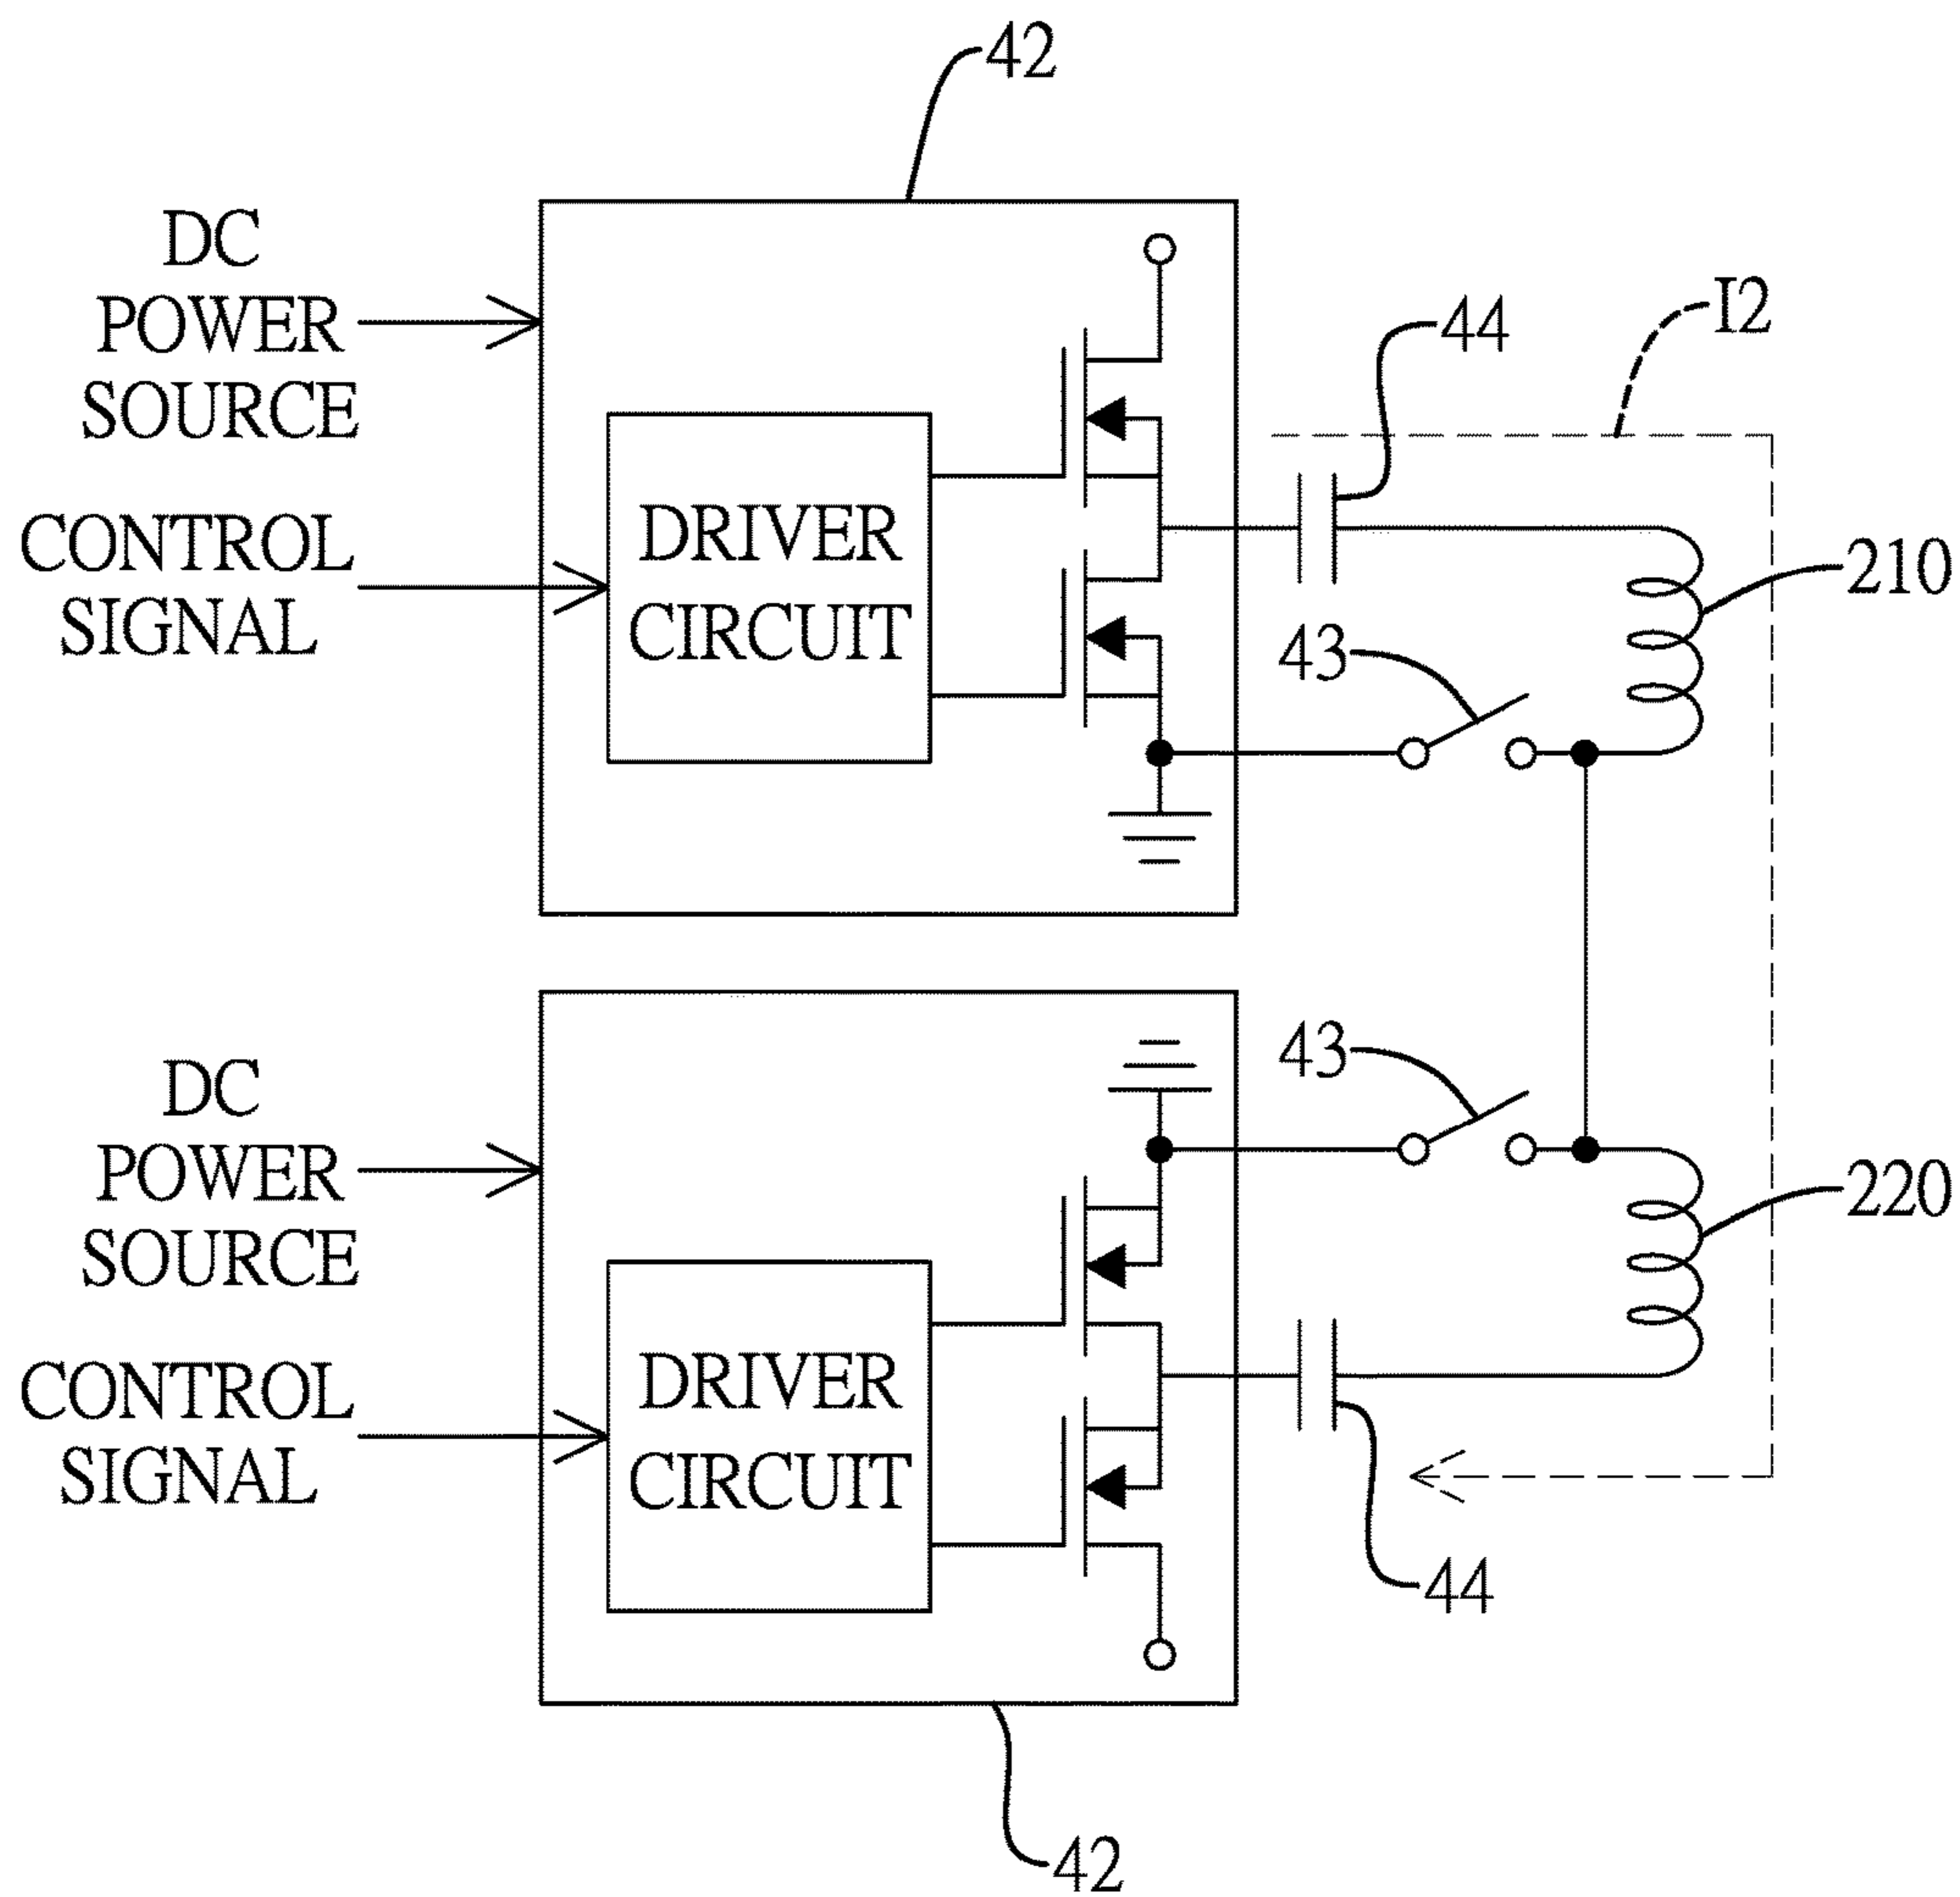 42
DC
POWER
SOURCE
I2
44
CONTROL
SIGNAL
DRIVER
CIRCUIT
210
43
43
DC
POWER
SOURCE
220
CONTROL
SIGNAL
DRIVER
CIRCUIT
44
42